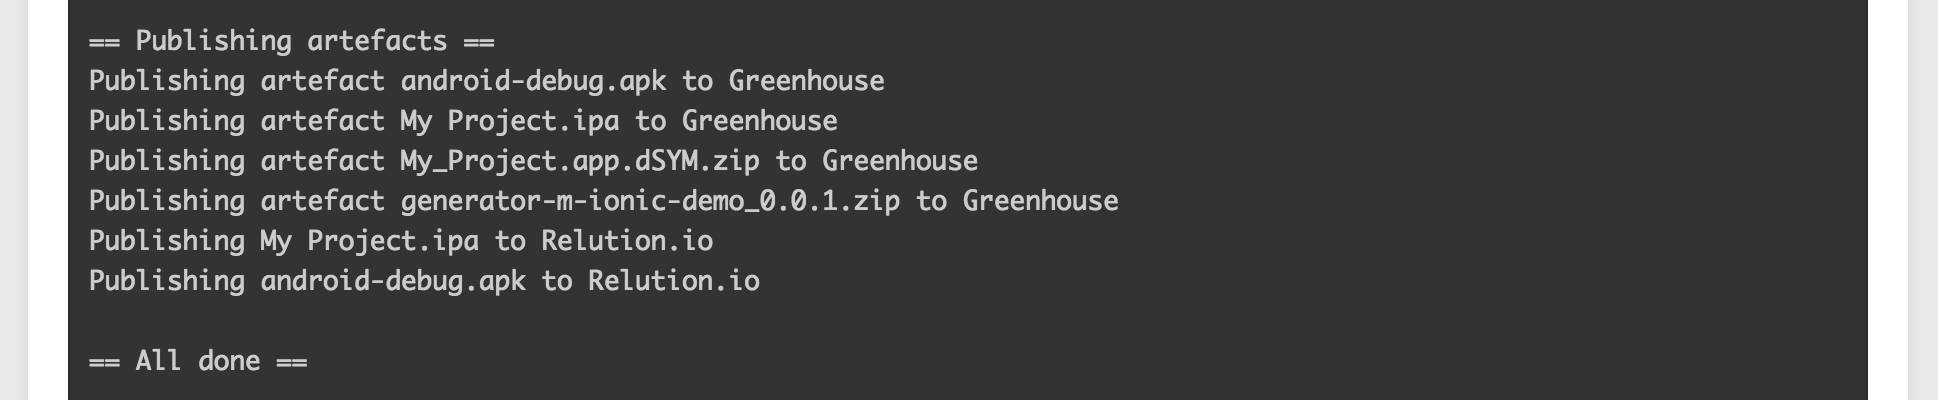 == Publishing artefacts ==
Publishing artefact android-debug.apk to Greenhouse
Publishing artefact My Project.ipa to Greenhouse
Publishing artefact My_Project.app.dSYM.zip to Greenhouse
Publishing artefact generator-m-ionic-demo_0.0.1.zip to Greenhouse
Publishing My Project.ipa to Relution.io
Publishing android-debug.apk to Relution.io
== All done ==